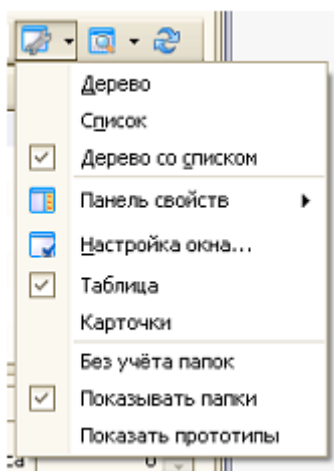 Дерево
Список
Дерево со списком
Панель свойств
Настройка окна...
Таблица
Карточки
Без учёта папок
Показывать папки
Показать прототипы